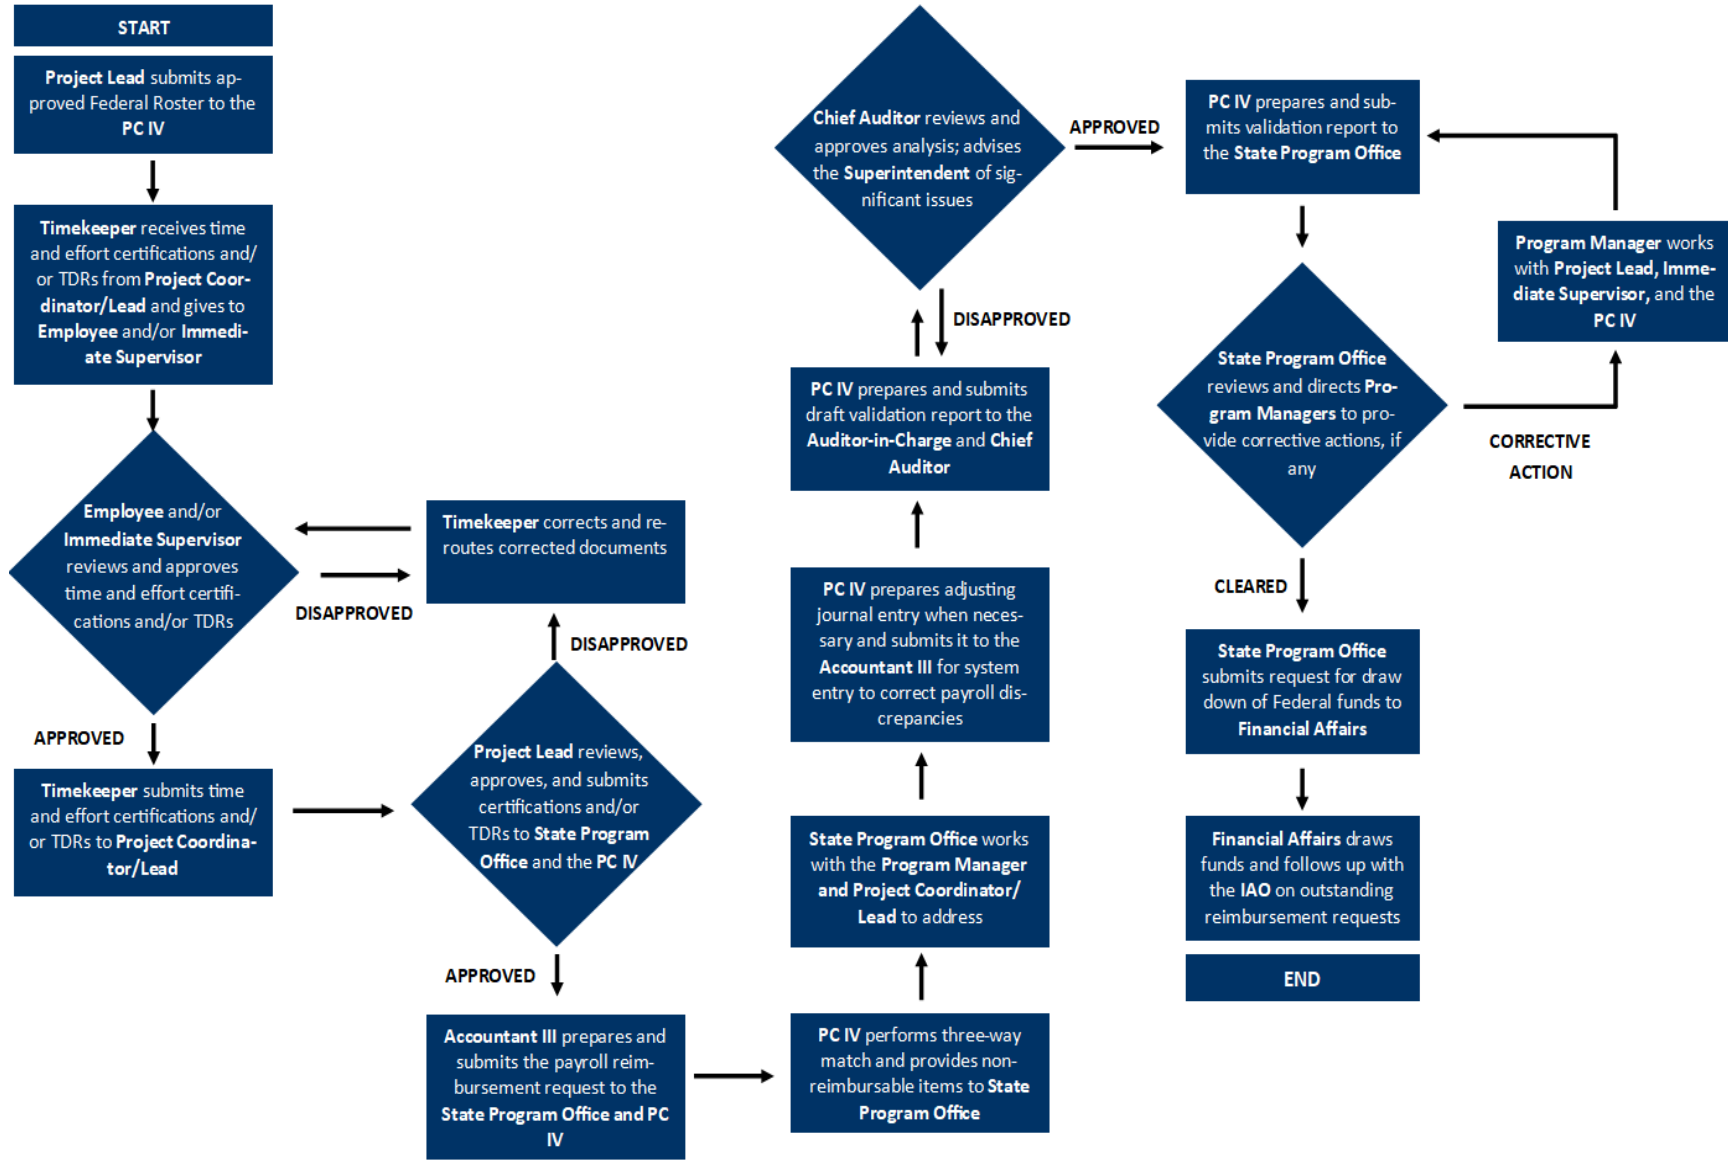 START
Project Lead submits ap-
proved Federal Roster to the
PC IV
Timekeeper receives time
and effort certifications and/
or TDRs from Project Coor-
dinator/Lead and gives to
Employee and/or Immedi-
ate Supervisor
Employee and/or
Immediate Supervisor
reviews and approves
time and effort certifi-
cations and/or TDRs
DISAPPROVED
Timekeeper corrects and re-
routes corrected documents
APPROVED
Timekeeper submits time
and effort certifications and/
or TDRs to Project Coordina-
tor/Lead
DISAPPROVED
Project Lead reviews,
approves, and submits
certifications and/or
TDRs to State Program
Office and the PC IV
APPROVED
Accountant III prepares and
submits the payroll reim-
bursement request to the
State Program Office and PC
IV
PC IV performs three-way
match and provides non-
reimbursable items to State
Program Office
State Program Office works
with the Program Manager
and Project Coordinator/
Lead to address
PC IV prepares adjusting
journal entry when neces-
sary and submits it to the
Accountant III for system
entry to correct payroll dis-
crepancies
PC IV prepares and submits
draft validation report to the
Auditor-in-Charge and Chief
Auditor
DISAPPROVED
Chief Auditor reviews and
approves analysis; advises
the Superintendent of sig-
nificant issues
APPROVED
PC IV prepares and sub-
mits validation report to
the State Program Office
State Program Office
reviews and directs Pro-
gram Managers to pro-
vide corrective actions, if
any
CORRECTIVE
ACTION
Program Manager works
with Project Lead, Imme-
diate Supervisor, and the
PC IV
CLEARED
State Program Office
submits request for draw
down of Federal funds to
Financial Affairs
Financial Affairs draws
funds and follows up with
the IAO on outstanding
reimbursement requests
END